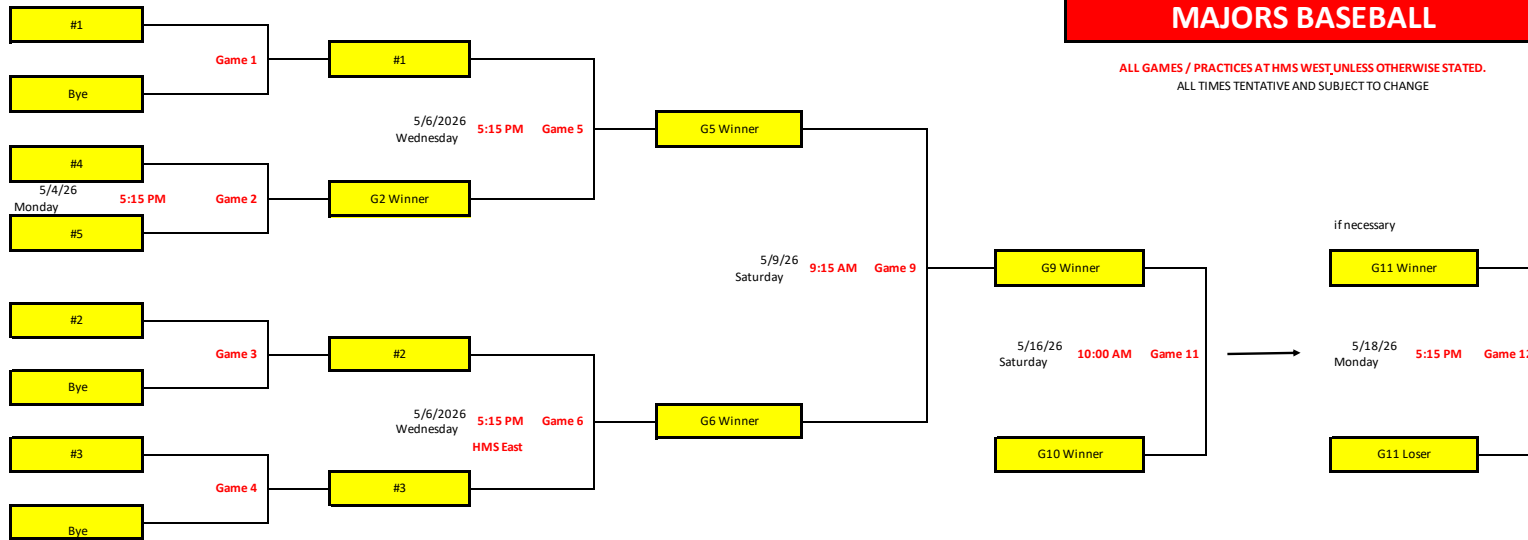 MAJORS BASEBALL
ALL GAMES / PRACTICES AT HMS WEST UNLESS OTHERWISE STATED.
ALL TIMES TENTATIVE AND SUBJECT TO CHANGE
#1
Game 1
Bye
#4
5/4/26
Monday
5:15 PM
Game 2
#5
#2
Game 3
Bye
#3
Game 4
Bye
#1
5/6/2026
Wednesday
5:15 PM
Game 5
G2 Winner
#2
5/6/2026
Wednesday
5:15 PM
Game 6
HMS East
#3
G5 Winner
5/9/26
Saturday
9:15 AM
Game 9
G6 Winner
G9 Winner
5/16/26
Saturday
10:00 AM
Game 11
G10 Winner
if necessary
G11 Winner
5/18/26
Monday
5:15 PM
Game 12
G11 Loser